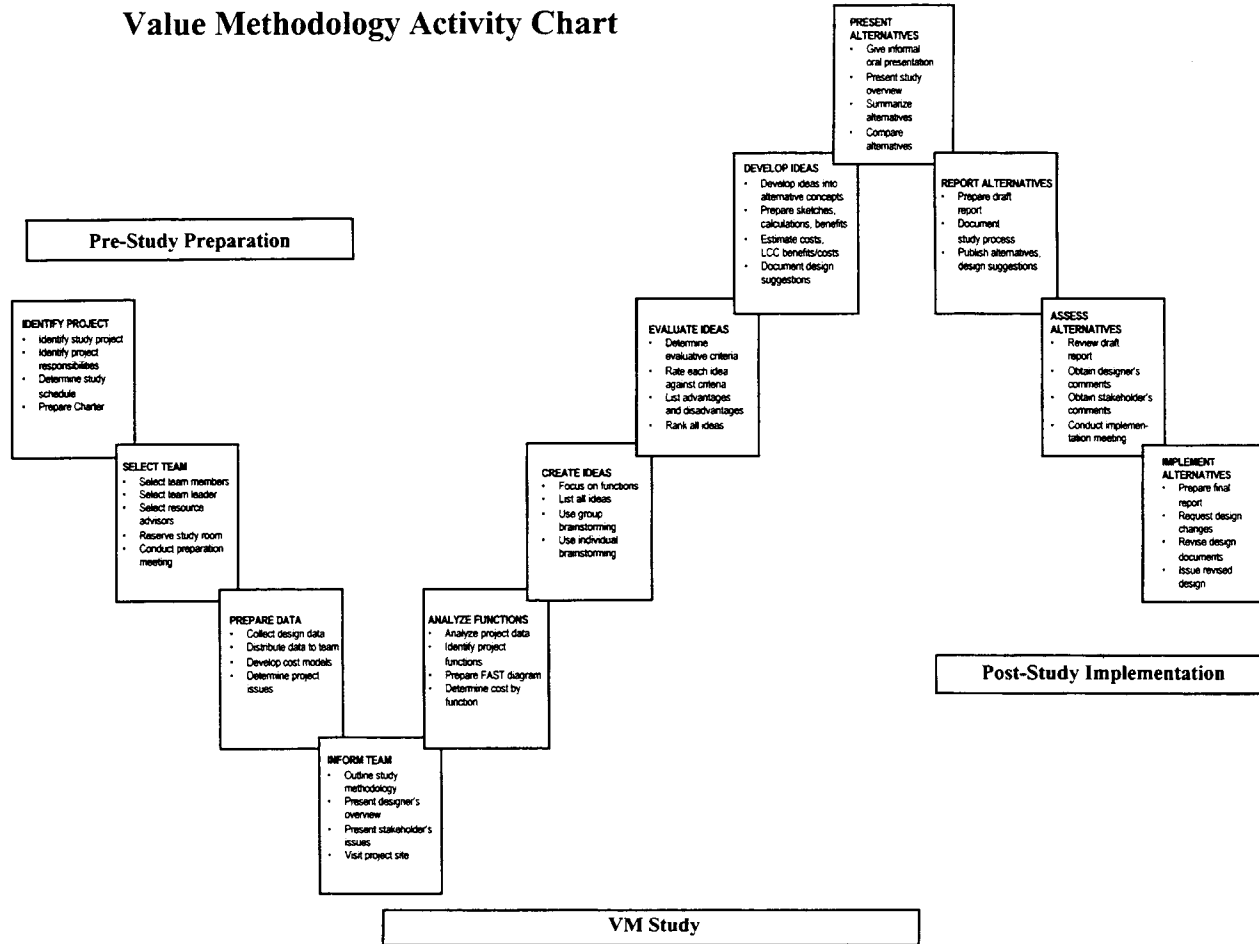 Value Methodology Activity Chart
Pre-Study Preparation
IDENTIFY PROJECT
• Identify study project
• Identify project
responsibilities
• Determine study
schedule
• Prepare Charter
SELECT TEAM
• Select team members
• Select team leader
• Select resource
advisors
• Reserve study room
• Conduct preparation
meeting
PREPARE DATA
• Collect design data
• Distribute data to team
• Develop cost models
• Determine project
issues
INFORM TEAM
• Outline study
methodology
• Present designer's
overview
• Present stakeholder's
issues
• Visit project site
ANALYZE FUNCTIONS
• Analyze project data
• Identify project
functions
• Prepare FAST diagram
• Determine cost by
function
CREATE IDEAS
• Focus on functions
• List all ideas
• Use group
brainstorming
• Use individual
brainstorming
EVALUATE IDEAS
• Determine
evaluative criteria
• Rate each idea
against criteria
• List advantages
and disadvantages
• Rank all ideas
DEVELOP IDEAS
• Develop ideas into
alternative concepts
• Prepare sketches,
calculations, benefits
• Estimate costs,
LCC benefits/costs
• Document design
suggestions
PRESENT
ALTERNATIVES
• Give informal
oral presentation
• Present study
overview
• Summarize
alternatives
• Compare
alternatives
REPORT ALTERNATIVES
• Prepare draft
report
• Document
study process
• Publish alternatives,
design suggestions
ASSESS
ALTERNATIVES
• Review draft
report
• Obtain designer's
comments
• Obtain stakeholder's
comments
• Conduct implemen-
tation meeting
IMPLEMENT
ALTERNATIVES
• Prepare final
report
• Request design
changes
• Revise design
documents
• Issue revised
design
Post-Study Implementation
VM Study